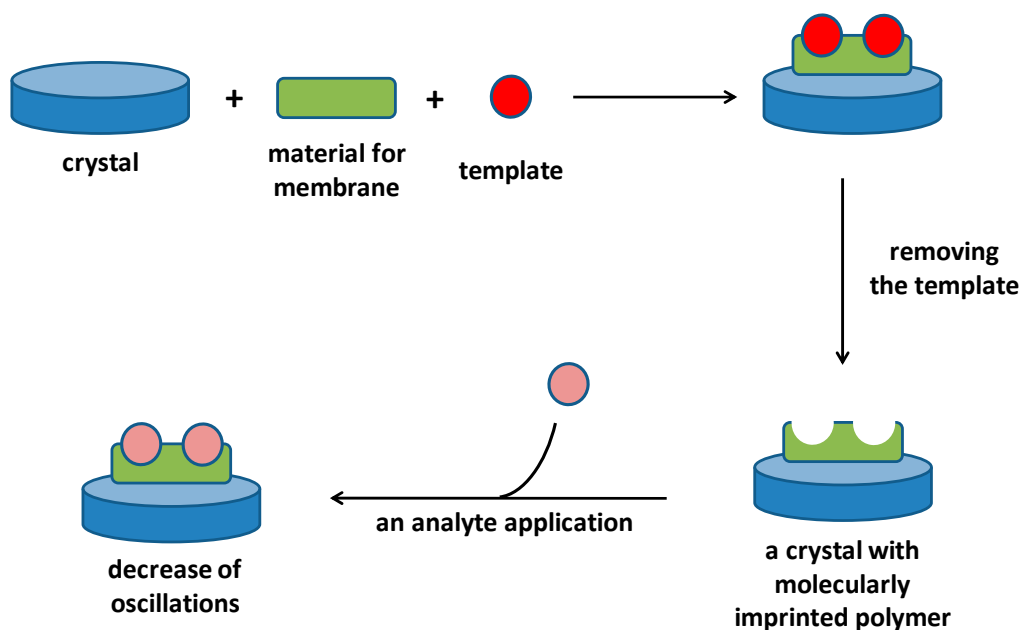 +
+
crystal
material for
membrane
template
removing
the template
an analyte application
decrease of
oscillations
a crystal with
molecularly
imprinted polymer